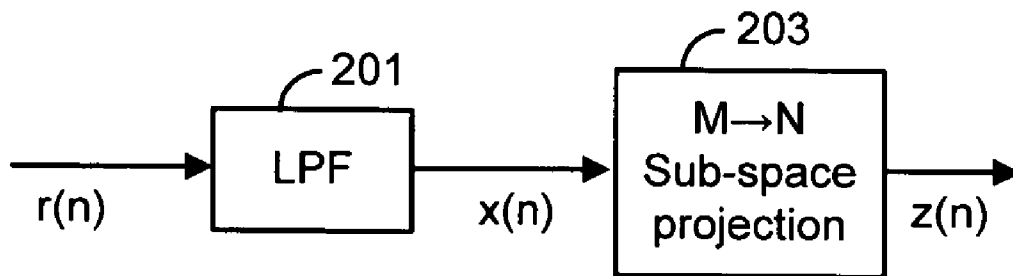 201
203
LPF
M→N
Sub-space
projection
r(n)
x(n)
z(n)